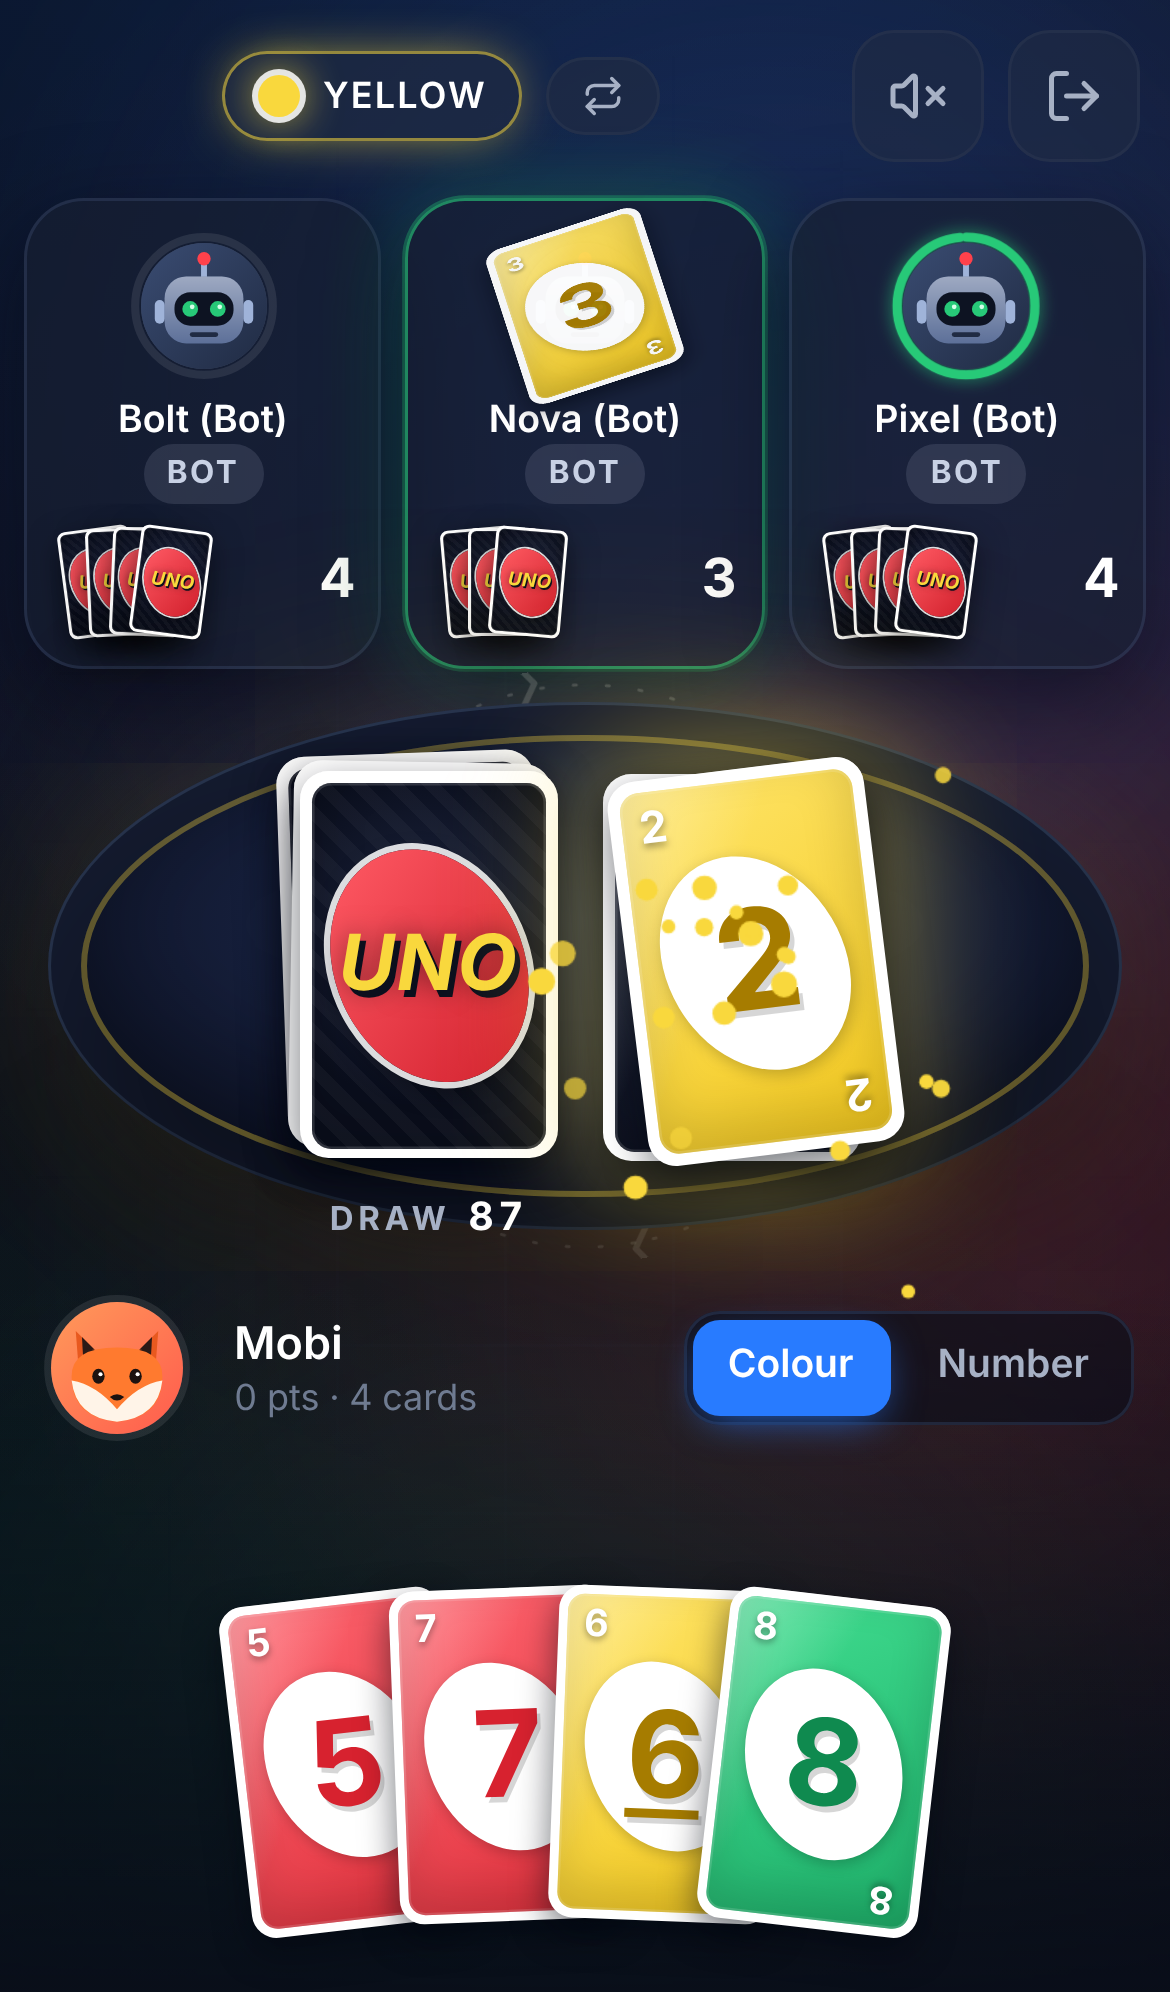 YELLOW
3
3
3
Bolt (Bot)
BOT
4
Nova (Bot)
BOT
3
Pixel (Bot)
BOT
4
UNO
UNO
UNO
UNO
2
2
2
DRAW 87
Mobi
0 pts · 4 cards
Colour
Number
5
5
7
7
6
6
8
8
8